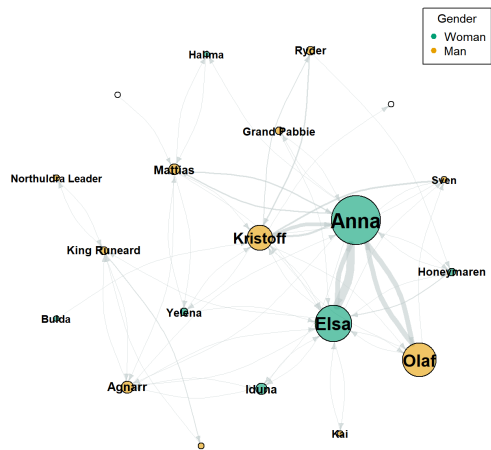 Gender
Woman
Man
Halima
Ryder
Grand Pabbie
Mattias
Northuldra Leader
Sven
Anna
Kristoff
King Runeard
Honeymaren
Yelena
Bulda
Elsa
Olaf
Agnarr
Iduna
Kai